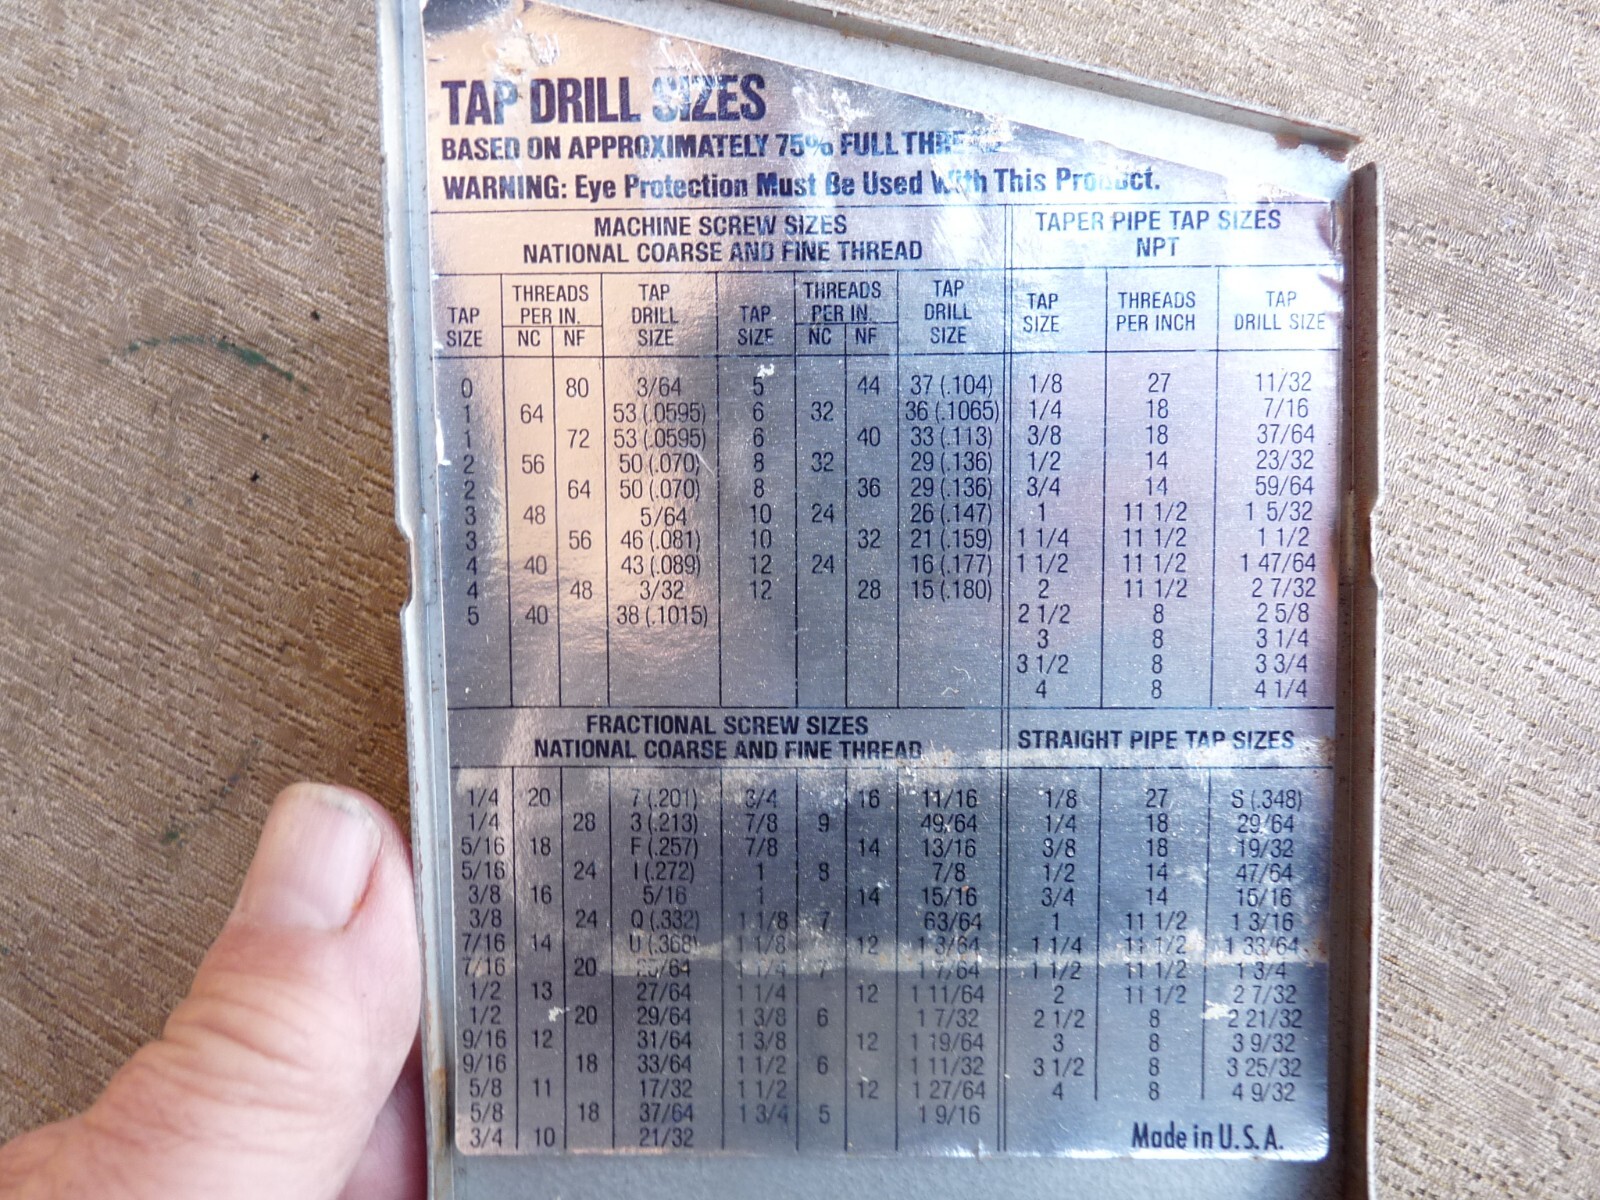 TAP DRILL SIZES
BASED ON APPROXIMATELY 75% FULL
WARNING: Eye Protection Must Be Used With This Product.
MACHINE SCREW SIZES
NATIONAL COARSE AND FINE THREAD
TAP SIZE THREADS PER IN. NC NF TAP DRILL SIZE TAP SIZE THREADS PER IN. NC NF TAP DRILL SIZE
0 80 3/64 5 44 37 (.104)
1 64 53 (.0595) 6 32 36 (.1065)
1 72 53 (.0595) 6 40 33 (.113)
2 56 50 (.070) 8 32 29 (.136)
2 64 50 (.070) 8 36 29 (.136)
3 48 5/64 10 24 26 (.147)
3 56 46 (.081) 10 32 21 (.159)
4 40 43 (.089) 12 24 16 (.177)
4 48 3/32 12 28 15 (.180)
5 40 38 (.1015)
TAPER PIPE TAP SIZES
NPT
TAP SIZE THREADS PER INCH TAP DRILL SIZE
1/8 27 11/32
1/4 18 7/16
3/8 18 37/64
1/2 14 23/32
3/4 14 59/64
1 11 1/2 1 5/32
1 1/4 11 1/2 1 1/2
1 1/2 11 1/2 1 47/64
2 11 1/2 2 7/32
2 1/2 8 2 5/8
3 8 3 1/4
3 1/2 8 3 3/4
4 8 4 1/4
FRACTIONAL SCREW SIZES
NATIONAL COARSE AND FINE THREAD
1/4 20 7 (.201) 3/4 16 11/16
1/4 28 3 (.213) 7/8 9 49/64
5/16 18 F (.257) 7/8 14 13/16
5/16 24 I (.272) 1 8 7/8
3/8 16 5/16 1 14 15/16
3/8 24 Q (.332) 1 1/8 7 63/64
7/16 14 U (.368) 1 1/8 12 1 3/64
7/16 20 1 1/4 7 1 7/64
1/2 13 27/64 1 1/4 12 1 11/64
1/2 20 29/64 1 3/8 6 1 7/32
9/16 12 31/64 1 3/8 12 1 19/64
9/16 18 33/64 1 1/2 6 1 11/32
5/8 11 17/32 1 1/2 12 1 27/64
5/8 18 37/64 1 3/4 5 1 9/16
3/4 10 21/32
STRAIGHT PIPE TAP SIZES
1/8 27 S (.348)
1/4 18 29/64
3/8 18 19/32
1/2 14 47/64
3/4 14 15/16
1 11 1/2 1 3/16
1 1/4 11 1/2 1 33/64
1 1/2 11 1/2 1 3/4
2 11 1/2 2 7/32
2 1/2 8 2 21/32
3 8 3 9/32
3 1/2 8 3 25/32
4 8 4 9/32
Made in U.S.A.